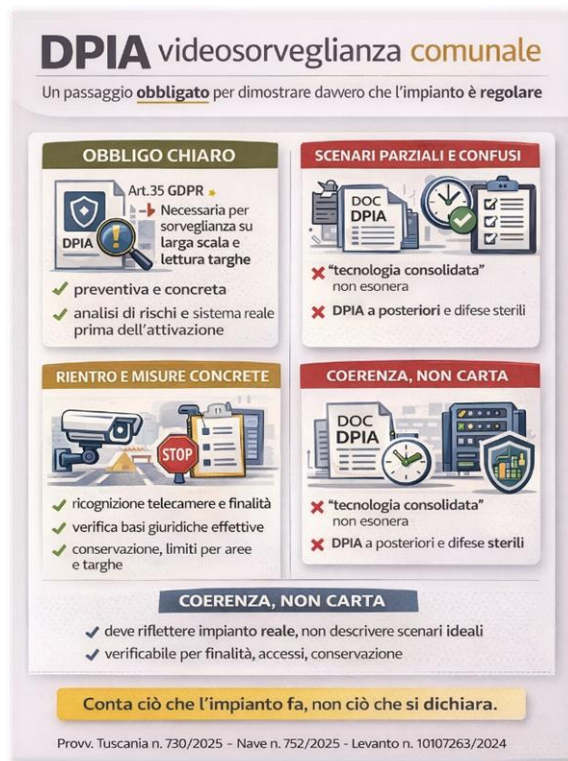 DPIA videosorveglianza comunale
Un passaggio obbligato per dimostrare davvero che l'impianto è regolare
OBBLIGO CHIARO
Art.35 GDPR
DPIA
Necessaria per
sorveglianza su
larga scala e
lettura targhe
preventiva e concreta
analisi di rischi e sistema reale
prima dell'attivazione
SCENARI PARZIALI E CONFUSI
DOC
DPIA
"tecnologia consolidata"
non esonera
DPIA a posteriori e difese sterili
RIENTRO E MISURE CONCRETE
STOP
ricognizione telecamere e finalità
verifica basi giuridiche effettive
conservazione, limiti per aree
e targhe
COERENZA, NON CARTA
DOC
DPIA
"tecnologia consolidata"
non esonera
DPIA a posteriori e difese sterili
COERENZA, NON CARTA
deve riflettere impianto reale, non descrivere scenari ideali
verificabile per finalità, accessi, conservazione
Conta ciò che l'impianto fa, non ciò che si dichiara.
Provv. Tuscania n. 730/2025 – Nave n. 752/2025 - Levanto n. 10107263/2024